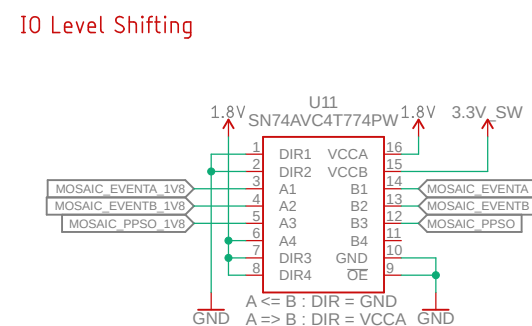 IO Level Shifting
U11
1.8V SN74AVC4T774PW 1.8V 3.3V_SW
1 DIR1 VCCA 16
2 DIR2 VCCB 15
MOSAIC_EVENTA_1V8 3 A1 B1 14 MOSAIC_EVENTA
MOSAIC_EVENTB_1V8 4 A2 B2 13 MOSAIC_EVENTB
MOSAIC_PPSO_1V8 5 A3 B3 12 MOSAIC_PPSO
6 A4 B4 11
7 DIR3 GND 10
8 DIR4 OE 9
A <= B : DIR = GND
GND A => B : DIR = VCCA GND